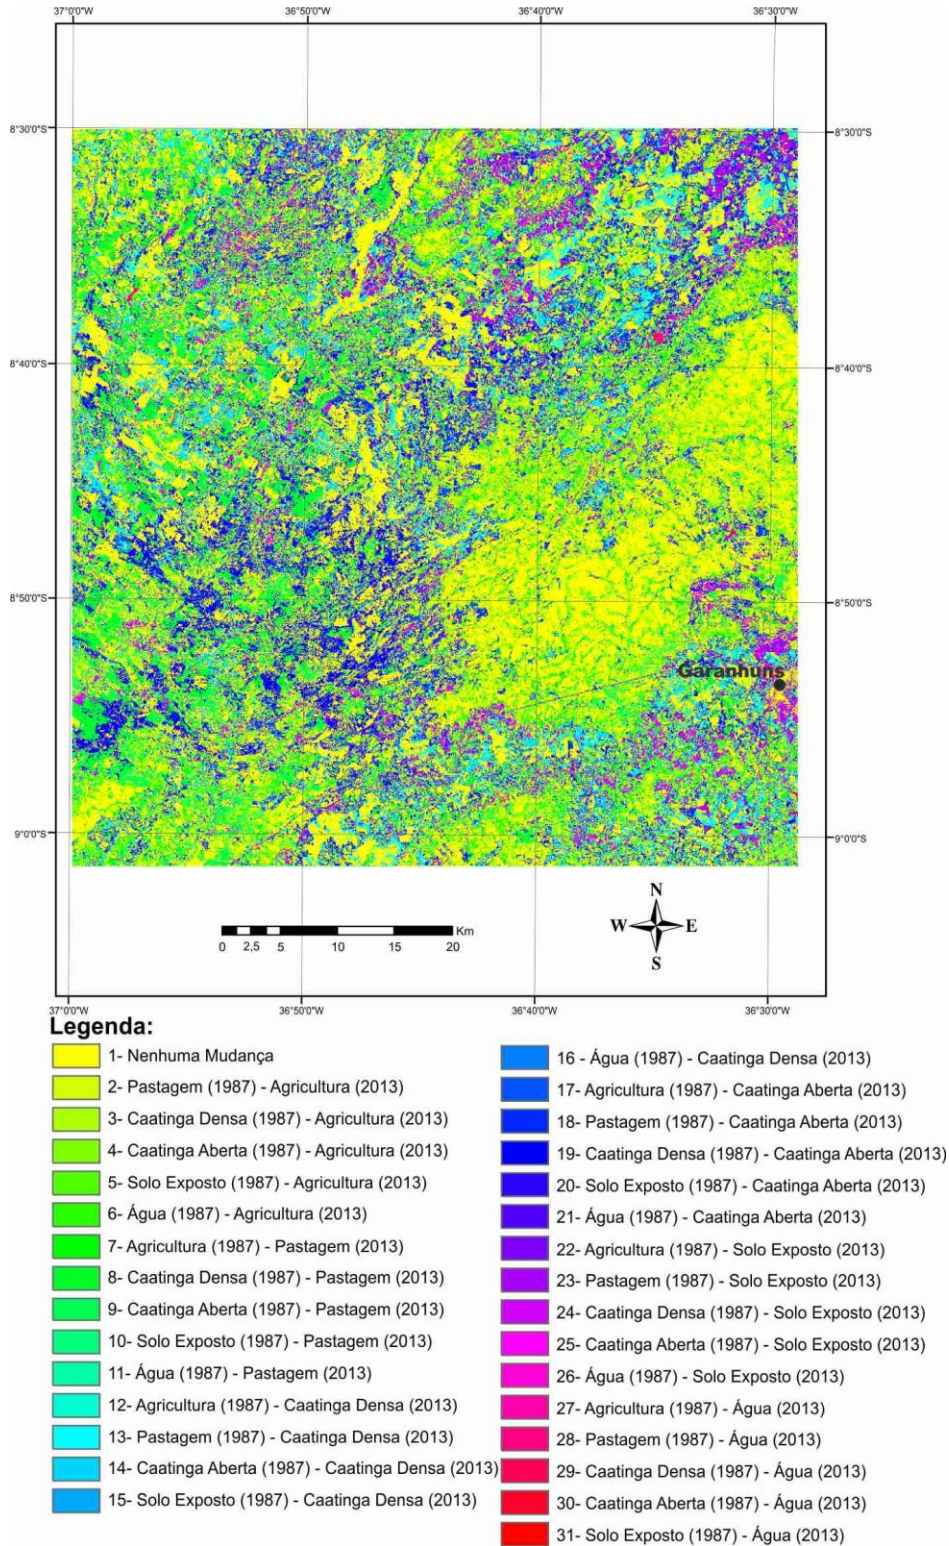 37°0'0"W 36°50'0"W 36°40'0"W 36°30'0"W
8°30'0"S 8°30'0"S
8°40'0"S 8°40'0"S
8°50'0"S 8°50'0"S
Garanhuns
9°0'0"S 9°0'0"S
N
W E
S
Km
0 2,5 5 10 15 20
37°0'0"W 36°50'0"W 36°40'0"W 36°30'0"W
Legenda:
1- Nenhuma Mudança
2- Pastagem (1987) - Agricultura (2013)
3- Caatinga Densa (1987) - Agricultura (2013)
4- Caatinga Aberta (1987) - Agricultura (2013)
5- Solo Exposto (1987) - Agricultura (2013)
6- Água (1987) - Agricultura (2013)
7- Agricultura (1987) - Pastagem (2013)
8- Caatinga Densa (1987) - Pastagem (2013)
9- Caatinga Aberta (1987) - Pastagem (2013)
10- Solo Exposto (1987) - Pastagem (2013)
11- Água (1987) - Pastagem (2013)
12- Agricultura (1987) - Caatinga Densa (2013)
13- Pastagem (1987) - Caatinga Densa (2013)
14- Caatinga Aberta (1987) - Caatinga Densa (2013)
15- Solo Exposto (1987) - Caatinga Densa (2013)
16 - Água (1987) - Caatinga Densa (2013)
17- Agricultura (1987) - Caatinga Aberta (2013)
18- Pastagem (1987) - Caatinga Aberta (2013)
19- Caatinga Densa (1987) - Caatinga Aberta (2013)
20- Solo Exposto (1987) - Caatinga Aberta (2013)
21- Água (1987) - Caatinga Aberta (2013)
22- Agricultura (1987) - Solo Exposto (2013)
23- Pastagem (1987) - Solo Exposto (2013)
24- Caatinga Densa (1987) - Solo Exposto (2013)
25- Caatinga Aberta (1987) - Solo Exposto (2013)
26- Água (1987) - Solo Exposto (2013)
27- Agricultura (1987) - Água (2013)
28- Pastagem (1987) - Água (2013)
29- Caatinga Densa (1987) - Água (2013)
30- Caatinga Aberta (1987) - Água (2013)
31- Solo Exposto (1987) - Água (2013)